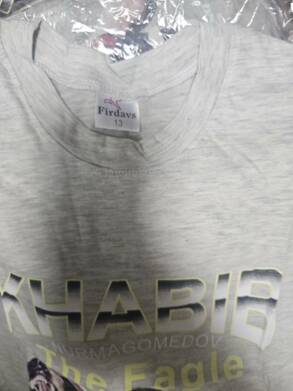 Firdavs
13
KHABIB
NURMAGOMEDOV
The Eagle